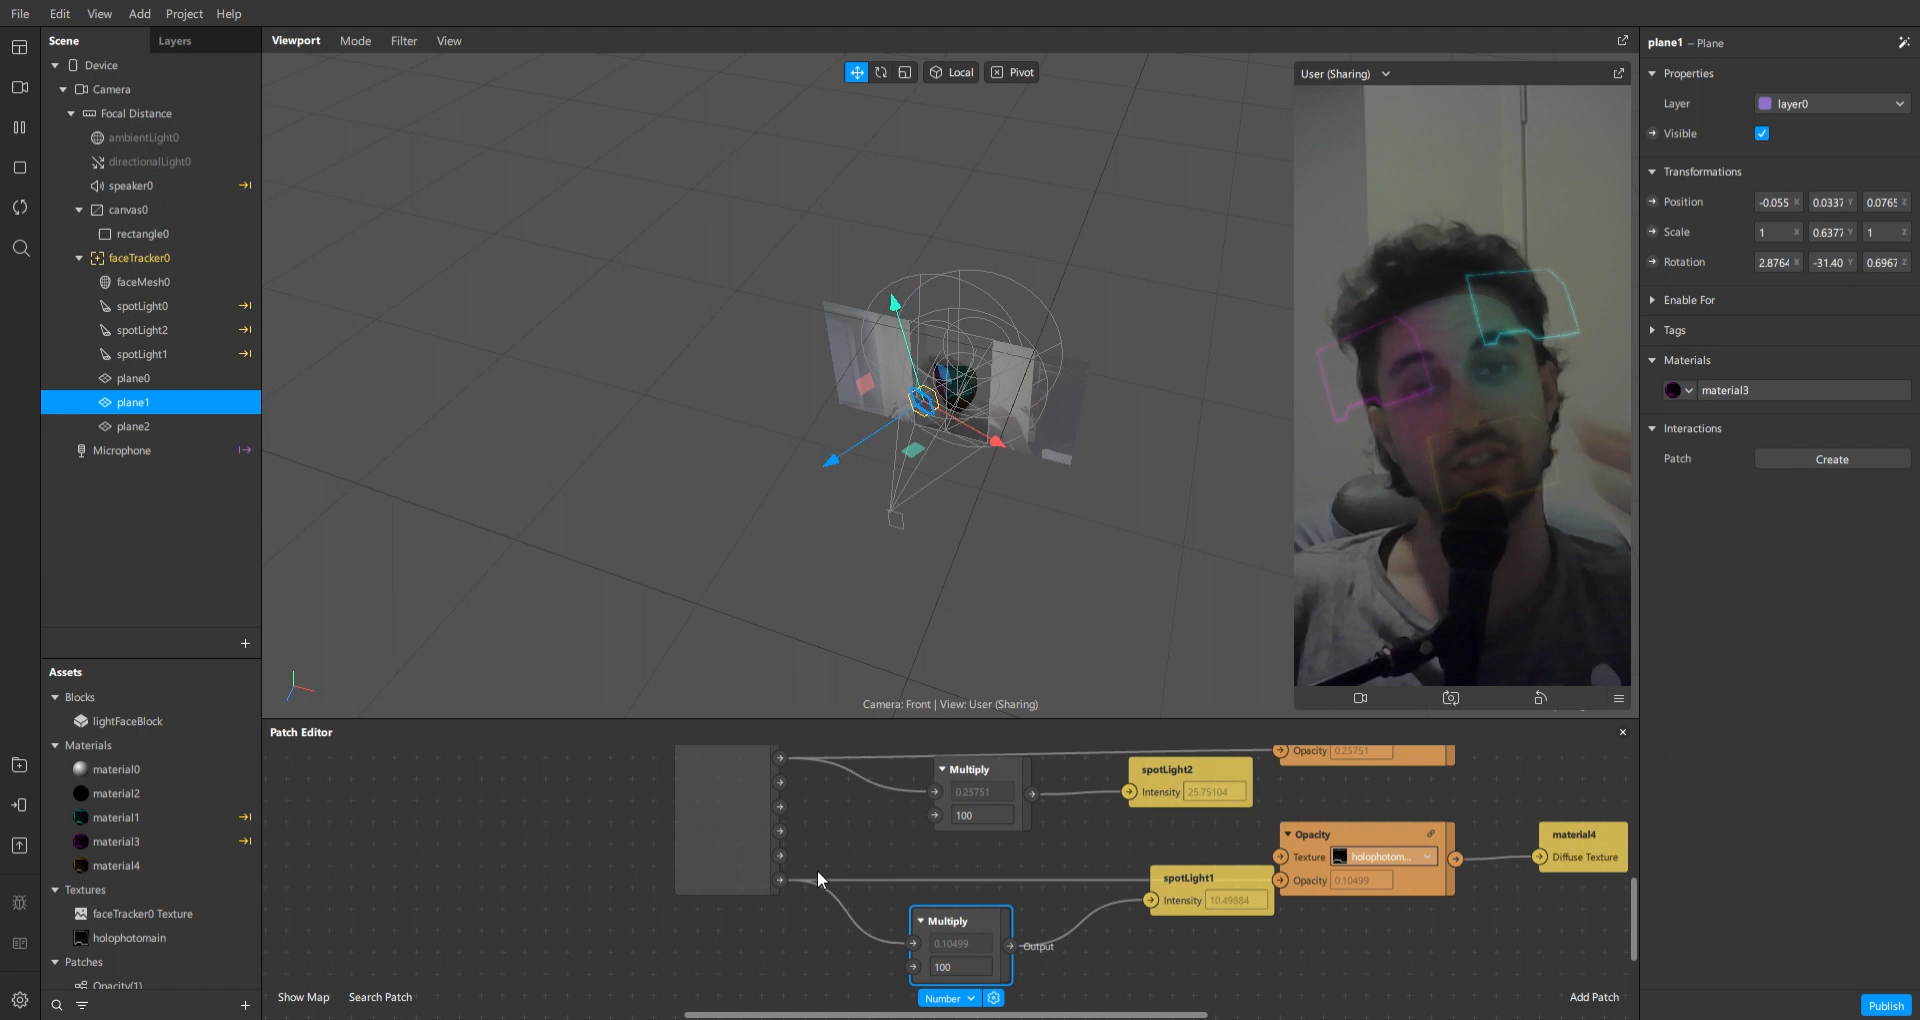 File Edit View Add Project Help
Scene Layers
Device
Camera
Focal Distance
ambientLight0
directionalLight0
speaker0
canvas0
rectangle0
faceTracker0
faceMesh0
spotLight0
spotLight2
spotLight1
plane0
plane1
plane2
Microphone
Assets
Blocks
lightFaceBlock
Materials
material0
material2
material1
material3
material4
Textures
faceTracker0 Texture
holophotomain
Patches
Opacity(1)
Viewport Mode Filter View
Local Pivot
Camera: Front | View: User (Sharing)
User (Sharing)
Patch Editor
Multiply
0.25751
100
spotLight2
Intensity 25.75104
Opacity 0.25751
Opacity
Texture holophotom...
Opacity 0.10499
material4
Diffuse Texture
spotLight1
Intensity 10.49884
Multiply
0.10499
100
Output
Number
Show Map Search Patch
Add Patch
plane1 – Plane
Properties
Layer layer0
Visible
Transformations
Position -0.055 X 0.0337 Y 0.0765 Z
Scale 1 X 0.6377 Y 1 Z
Rotation 2.8764 X -31.40 Y 0.6967 Z
Enable For
Tags
Materials
material3
Interactions
Patch Create
Publish